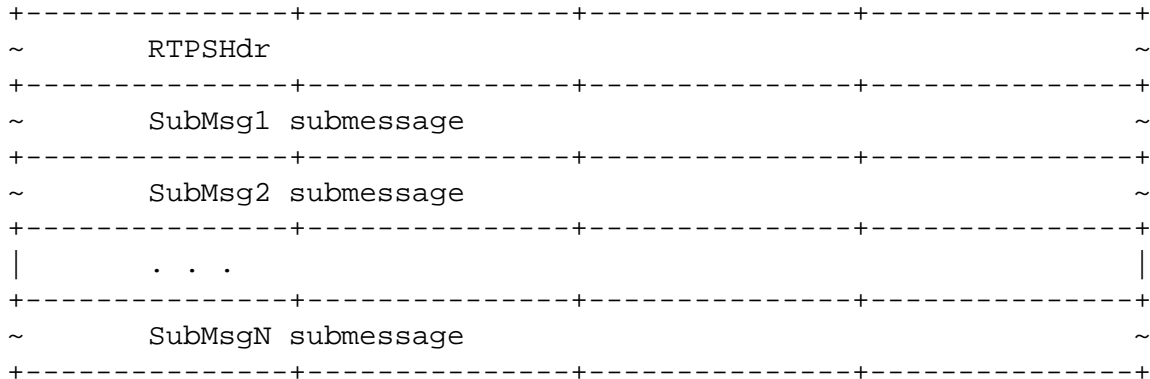 +---------------+--------------+--------------+--------------+
~ RTPSHdr ~
+---------------+--------------+--------------+--------------+
~ SubMsg1 submessage ~
+---------------+--------------+--------------+--------------+
~ SubMsg2 submessage ~
+---------------+--------------+--------------+--------------+
| . . . |
+---------------+--------------+--------------+--------------+
~ SubMsgN submessage ~
+---------------+--------------+--------------+--------------+